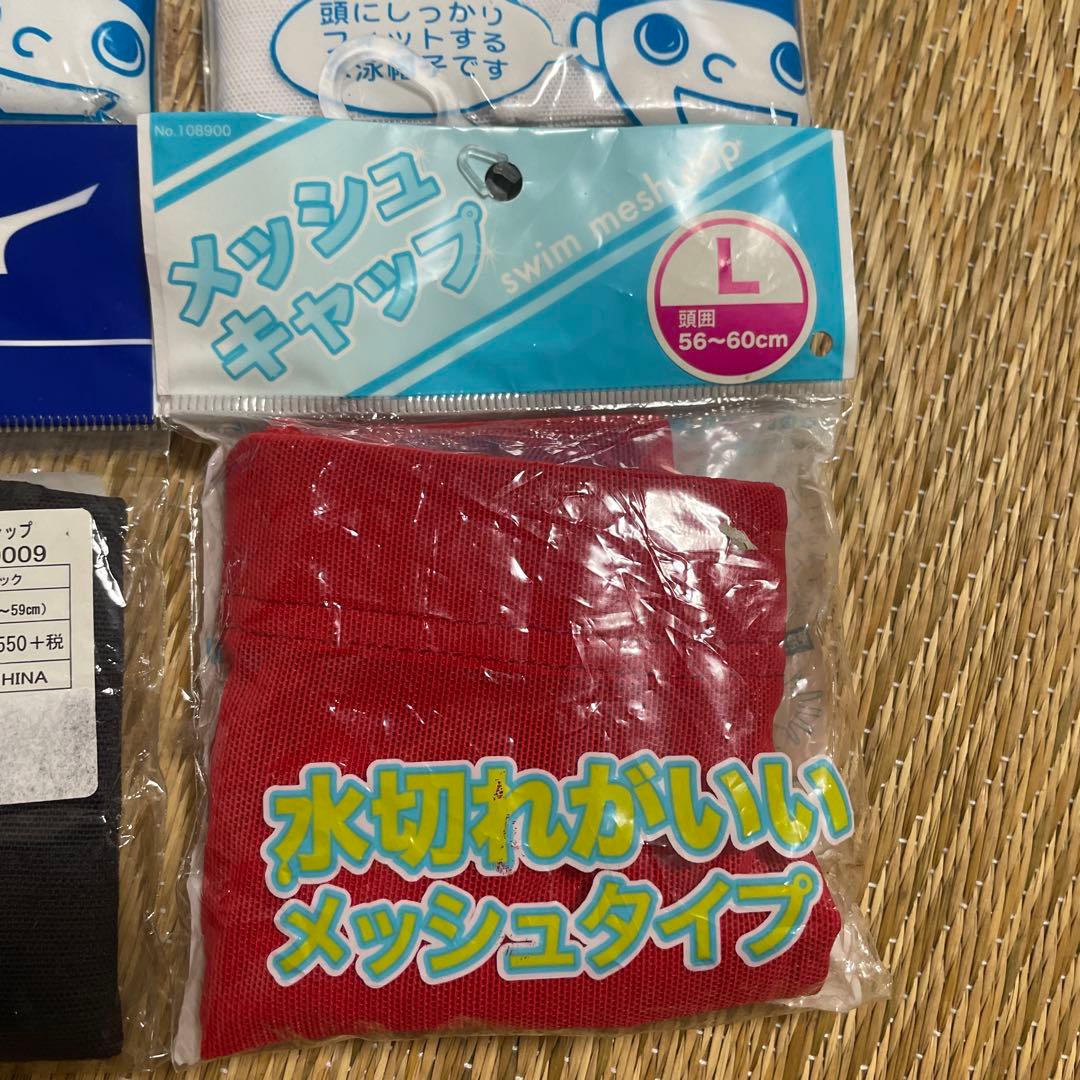 頭にしっかり
フィットする
水泳帽子です
No.108900
メッシュ
キャップ
swim mesh cap
L
頭囲
56～60cm
水切れがいい
メッシュタイプ
ャップ
0009
ック
～59cm)
550＋税
HINA